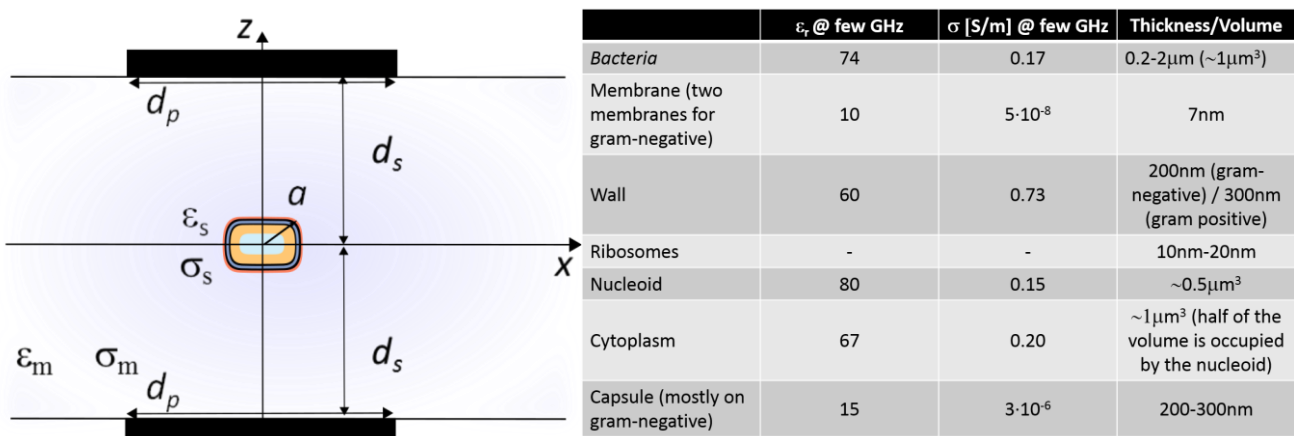 z
d_p
d_s
a
ε_s
x
σ_s
d_s
ε_m σ_m
d_p
ε_r @ few GHz σ [S/m] @ few GHz Thickness/Volume
Bacteria 74 0.17 0.2-2μm (~1μm³)
Membrane (two
membranes for
gram-negative) 10 5·10⁻⁸ 7nm
Wall 60 0.73 200nm (gram-
negative) / 300nm
(gram positive)
Ribosomes - - 10nm-20nm
Nucleoid 80 0.15 ~0.5μm³
Cytoplasm 67 0.20 ~1μm³ (half of the
volume is occupied
by the nucleoid)
Capsule (mostly on
gram-negative) 15 3·10⁻⁶ 200-300nm